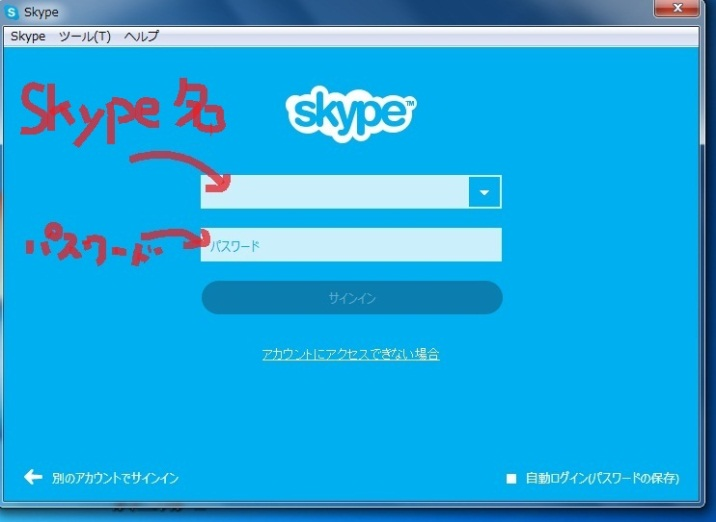 Skype
Skype ツール(T) ヘルプ
Skype名
skype™
パスワード
パスワード
サインイン
アカウントにアクセスできない場合
別のアカウントでサインイン
自動ログイン(パスワードの保存)